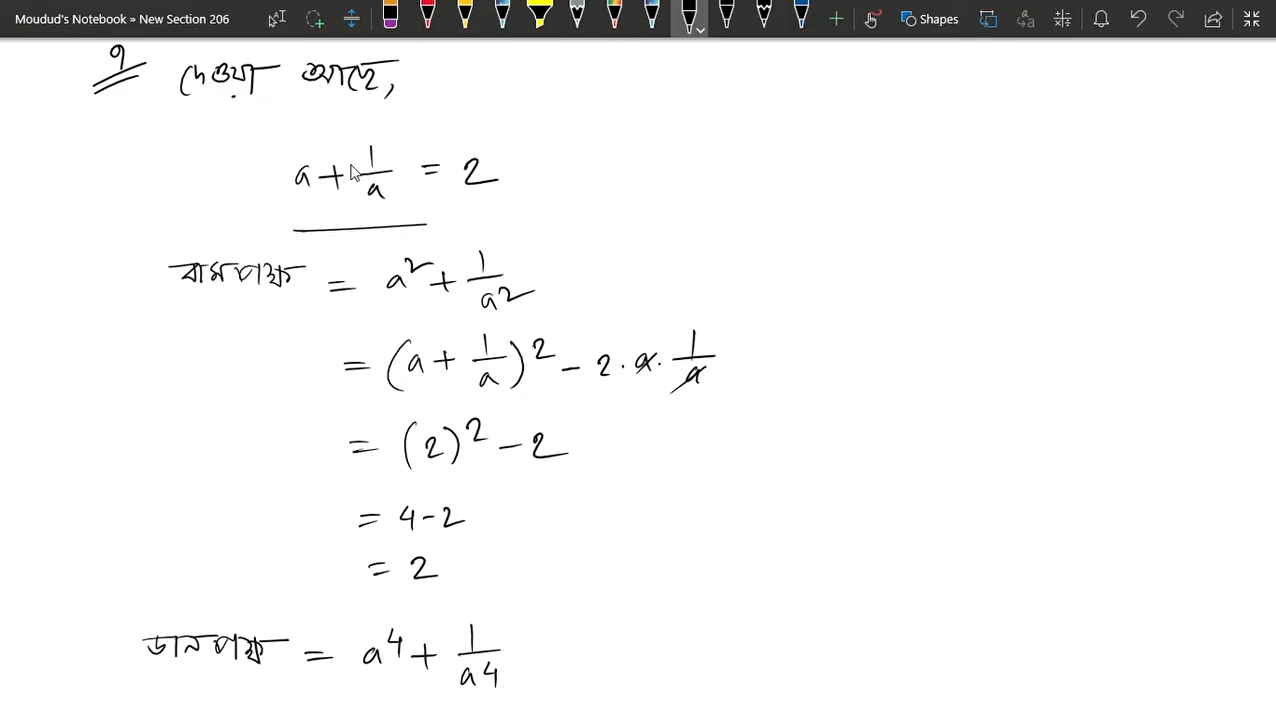 Moudud's Notebook » New Section 206
Shapes
৭ দেওয়া আছে,
a + 1/a = 2
বামপক্ষ = a² + 1/a²
= (a + 1/a)² - 2 · a · 1/a
= (2)² - 2
= 4 - 2
= 2
ডানপক্ষ = a⁴ + 1/a⁴